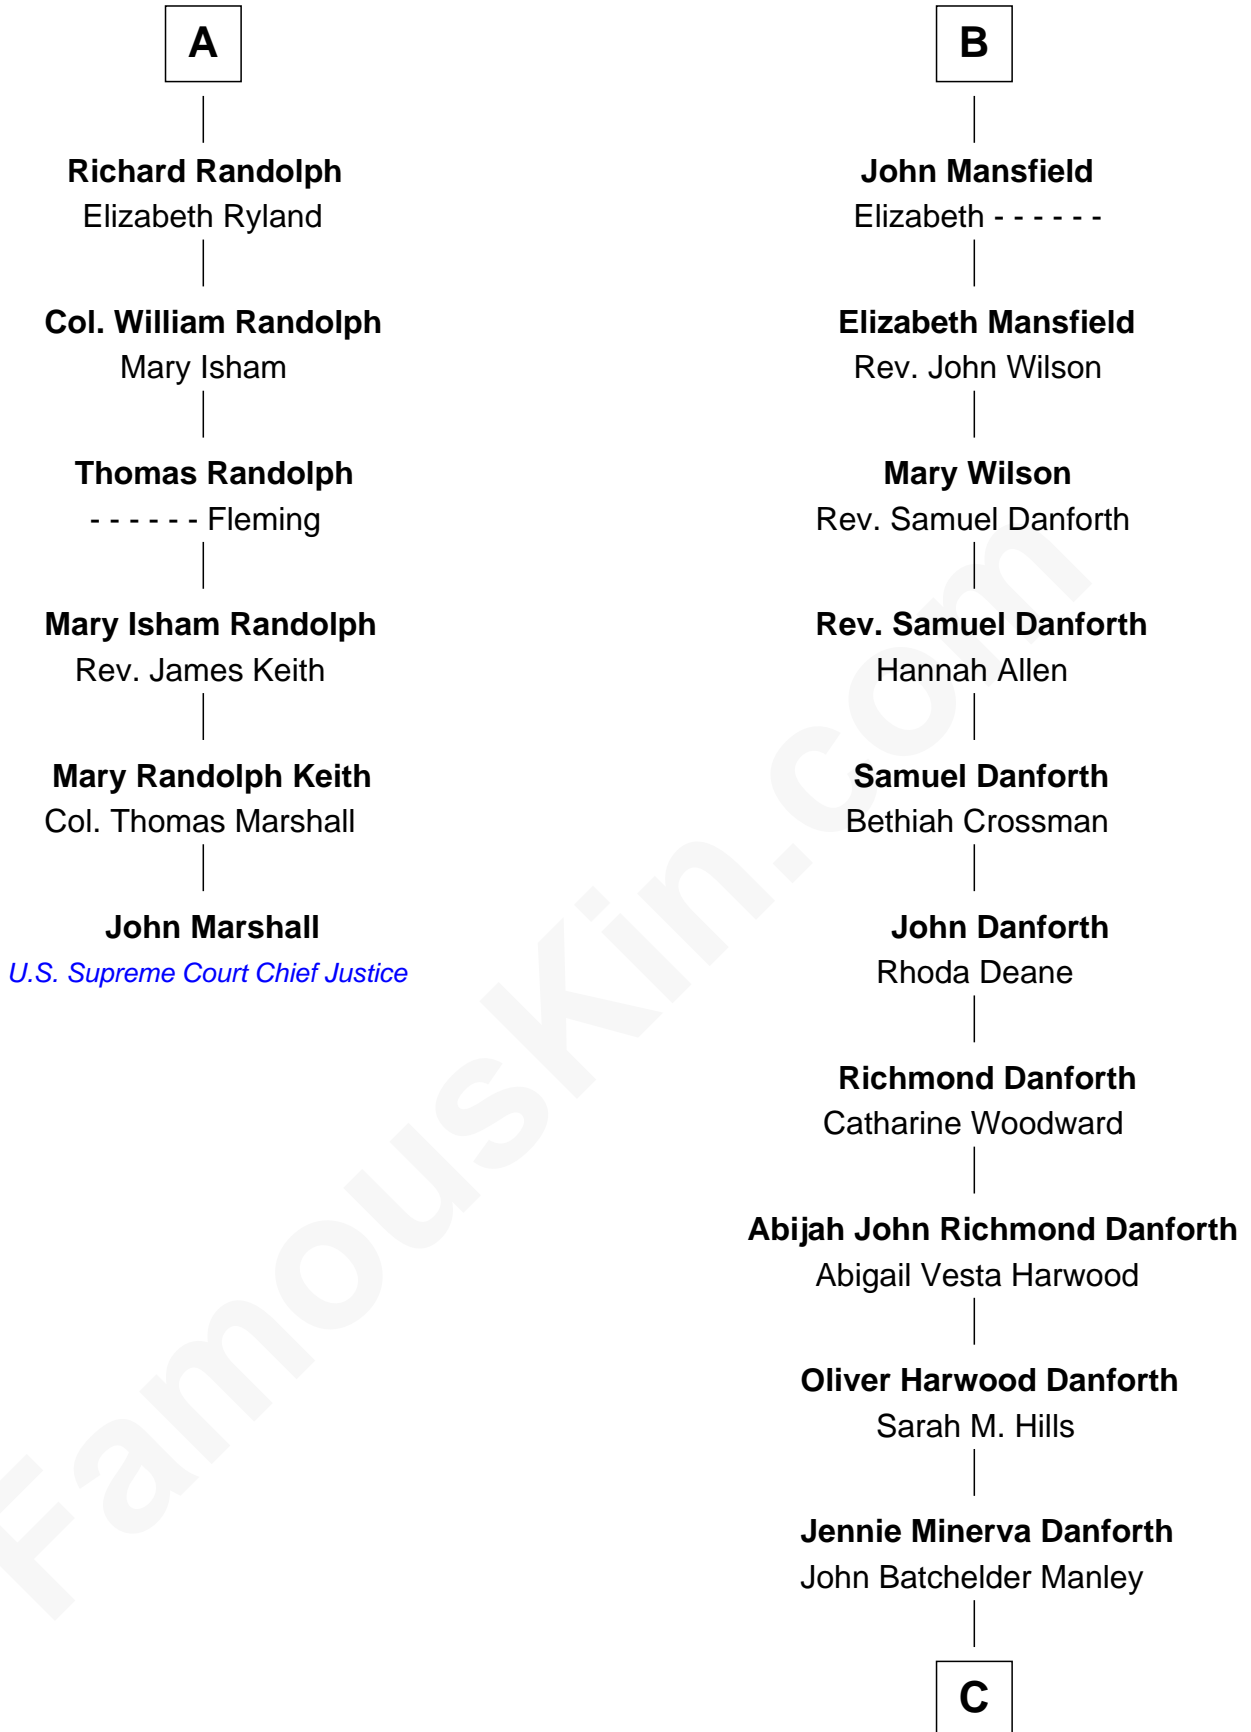 A
Richard Randolph
Elizabeth Ryland
Col. William Randolph
Mary Isham
Thomas Randolph
- - - - - - Fleming
Mary Isham Randolph
Rev. James Keith
Mary Randolph Keith
Col. Thomas Marshall
John Marshall
U.S. Supreme Court Chief Justice
B
John Mansfield
Elizabeth - - - - - -
Elizabeth Mansfield
Rev. John Wilson
Mary Wilson
Rev. Samuel Danforth
Rev. Samuel Danforth
Hannah Allen
Samuel Danforth
Bethiah Crossman
John Danforth
Rhoda Deane
Richmond Danforth
Catharine Woodward
Abijah John Richmond Danforth
Abigail Vesta Harwood
Oliver Harwood Danforth
Sarah M. Hills
Jennie Minerva Danforth
John Batchelder Manley
C
FamousKin.com